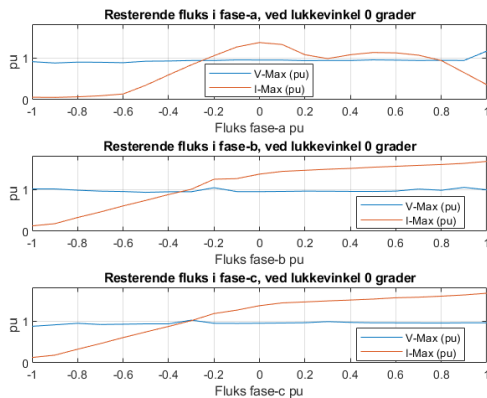 Resterende fluks i fase-a, ved lukkevinkel 0 grader
pu
1
0
V-Max (pu)
I-Max (pu)
-1 -0.8 -0.6 -0.4 -0.2 0 0.2 0.4 0.6 0.8 1
Fluks fase-a pu
Resterende fluks i fase-b, ved lukkevinkel 0 grader
pu
1
0
V-Max (pu)
I-Max (pu)
-1 -0.8 -0.6 -0.4 -0.2 0 0.2 0.4 0.6 0.8 1
Fluks fase-b pu
Resterende fluks i fase-c, ved lukkevinkel 0 grader
pu
1
0
V-Max (pu)
I-Max (pu)
-1 -0.8 -0.6 -0.4 -0.2 0 0.2 0.4 0.6 0.8 1
Fluks fase-c pu